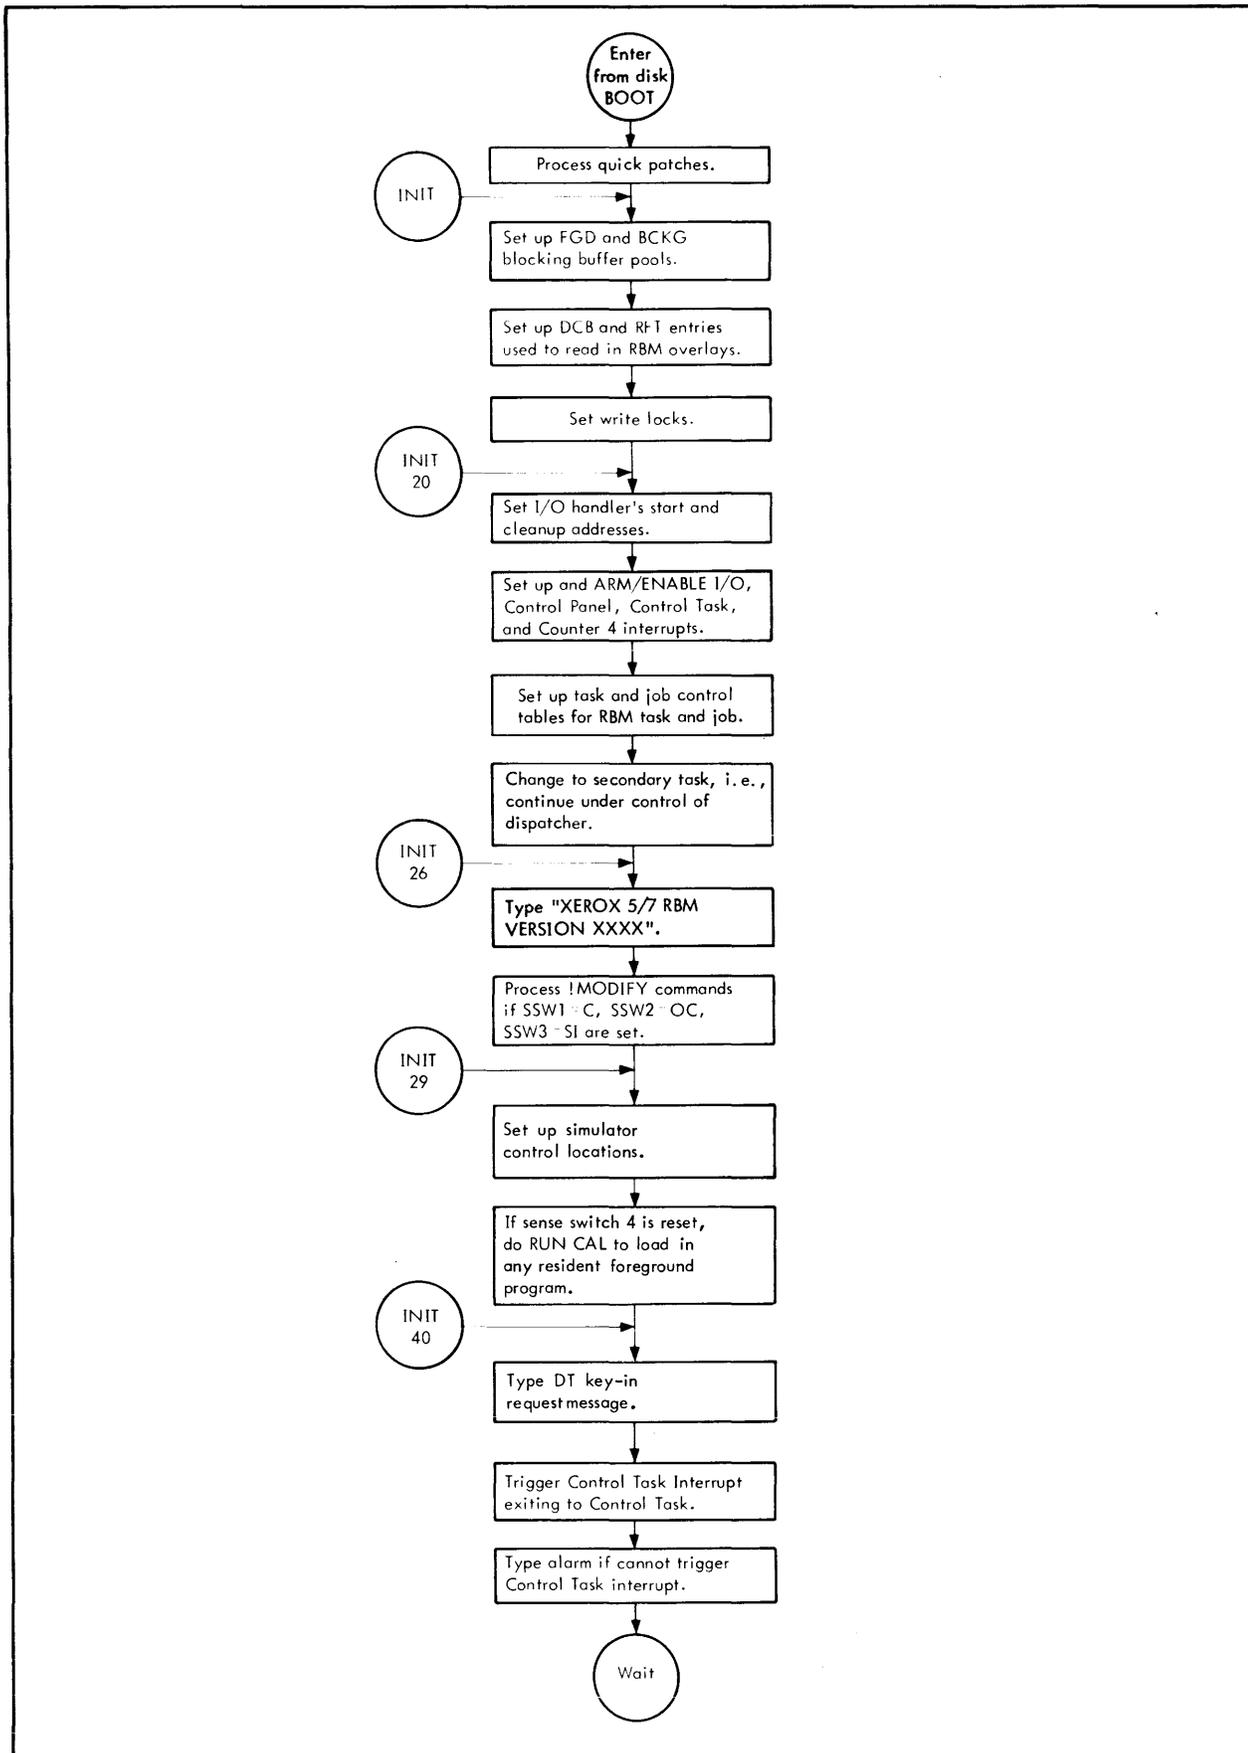 Enter
from disk
BOOT
Process quick patches.
INIT
Set up FGD and BCKG
blocking buffer pools.
Set up DCB and RFT entries
used to read in RBM overlays.
Set write locks.
INIT
20
Set I/O handler's start and
cleanup addresses.
Set up and ARM/ENABLE I/O,
Control Panel, Control Task,
and Counter 4 interrupts.
Set up task and job control
tables for RBM task and job.
Change to secondary task, i.e.,
continue under control of
dispatcher.
INIT
26
Type "XEROX 5/7 RBM
VERSION XXXX".
Process !MODIFY commands
if SSW1 - C, SSW2 - OC,
SSW3 - SI are set.
INIT
29
Set up simulator
control locations.
If sense switch 4 is reset,
do RUN CAL to load in
any resident foreground
program.
INIT
40
Type DT key-in
request message.
Trigger Control Task Interrupt
exiting to Control Task.
Type alarm if cannot trigger
Control Task interrupt.
Wait